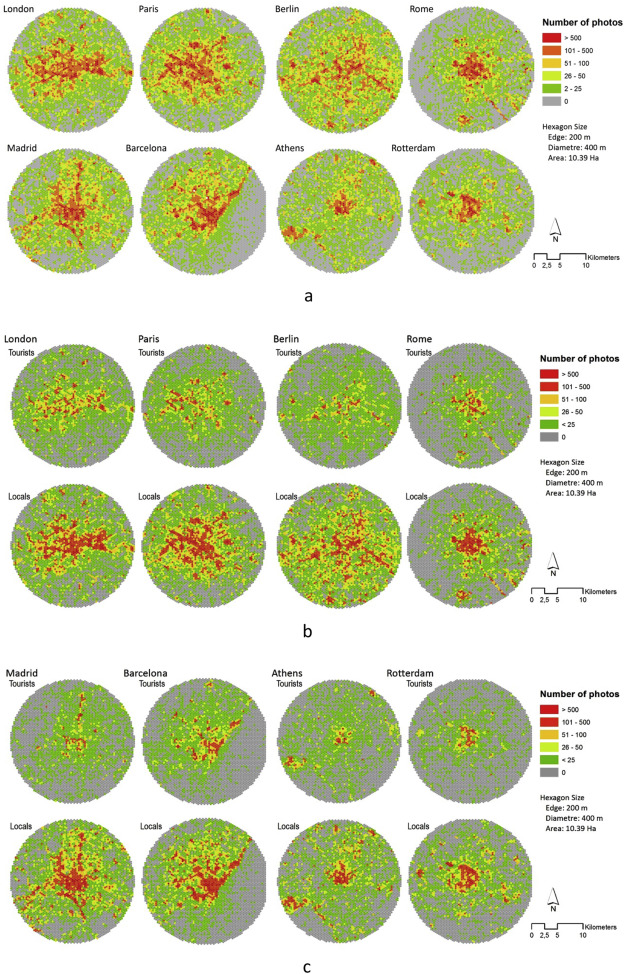 London Paris Berlin Rome
Number of photos
> 500
101 - 500
51 - 100
26 - 50
2 - 25
0
Hexagon Size
Edge: 200 m
Diametre: 400 m
Area: 10.39 Ha
Madrid Barcelona Athens Rotterdam
N
Kilometers
0 2,5 5 10
a
London Paris Berlin Rome
Tourists Tourists Tourists Tourists
Number of photos
> 500
101 - 500
51 - 100
26 - 50
< 25
0
Hexagon Size
Edge: 200 m
Diametre: 400 m
Area: 10.39 Ha
Locals Locals Locals Locals
N
Kilometers
0 2,5 5 10
b
Madrid Barcelona Athens Rotterdam
Tourists Tourists Tourists Tourists
Number of photos
> 500
101 - 500
51 - 100
26 - 50
< 25
0
Hexagon Size
Edge: 200 m
Diametre: 400 m
Area: 10.39 Ha
Locals Locals Locals Locals
N
Kilometers
0 2,5 5 10
c